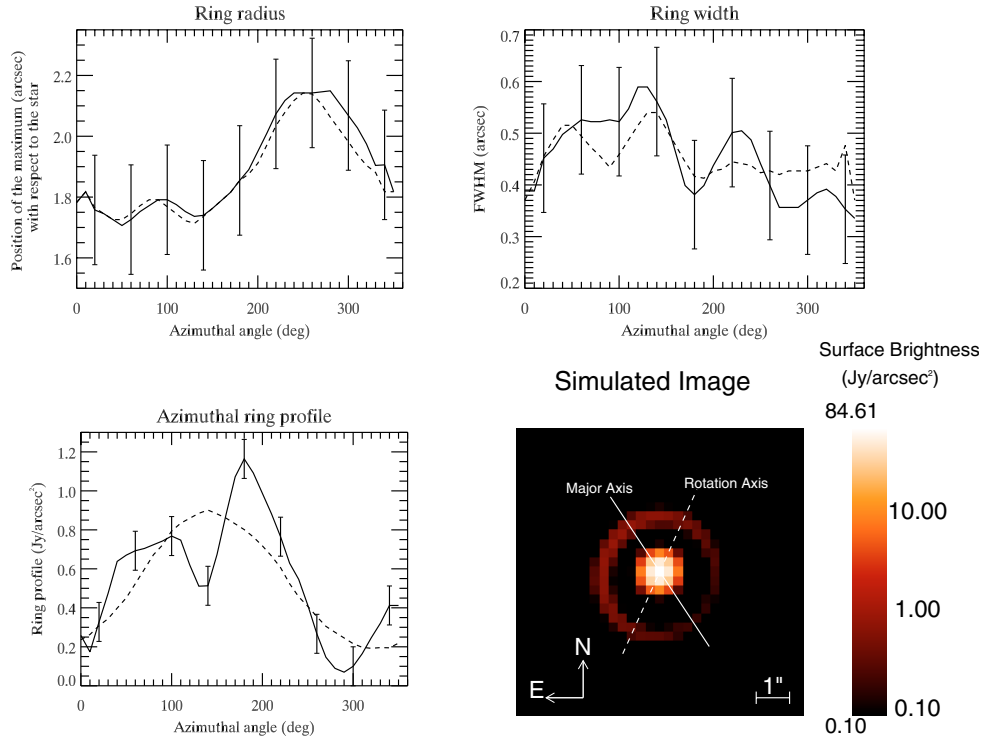 Ring radius
Position of the maximum (arcsec)
with respect to the star
2.2
2.0
1.8
1.6
0
100
200
300
Azimuthal angle (deg)
Ring width
FWHM (arcsec)
0.7
0.6
0.5
0.4
0.3
0.2
0
100
200
300
Azimuthal angle (deg)
Azimuthal ring profile
Ring profile (Jy/arcsec²)
1.2
1.0
0.8
0.6
0.4
0.2
0.0
0
100
200
300
Azimuthal angle (deg)
Simulated Image
Major Axis
Rotation Axis
N
E
1"
Surface Brightness
(Jy/arcsec²)
84.61
10.00
1.00
0.10
0.10